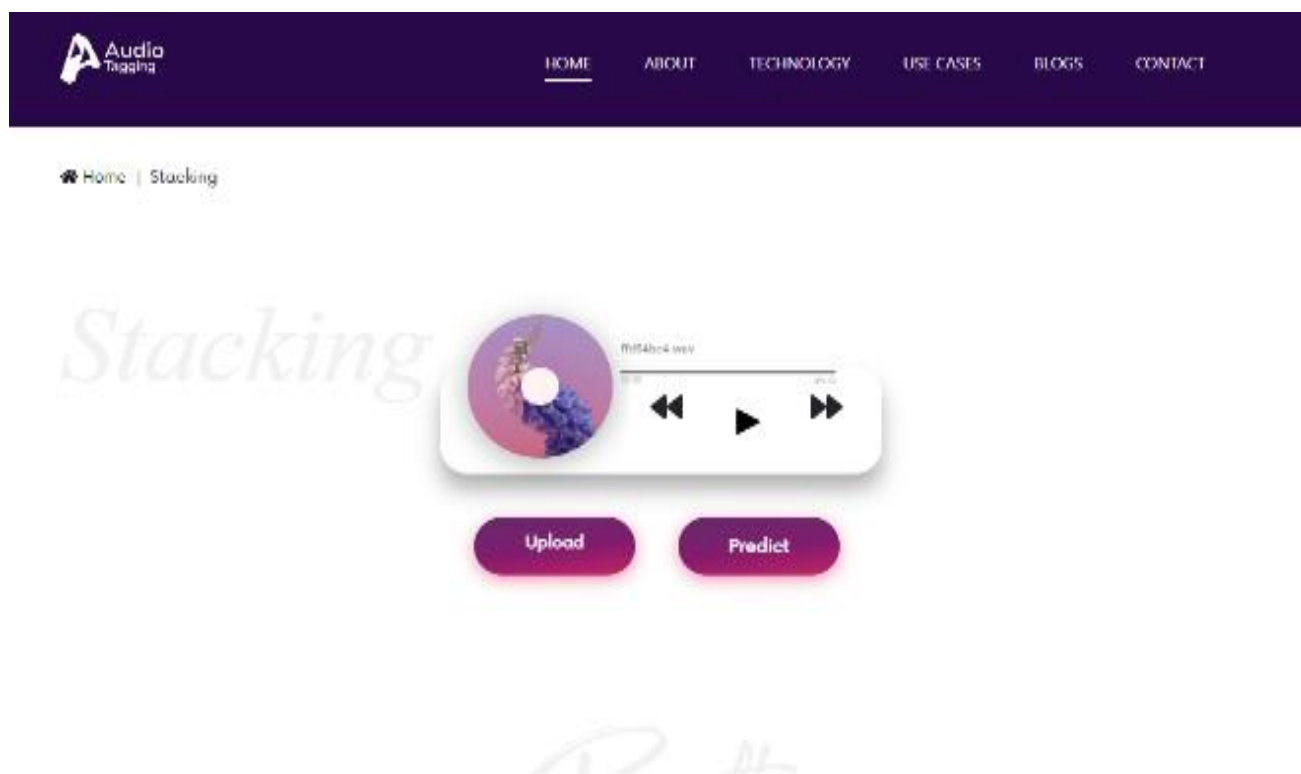 Audio
Tagging
HOME ABOUT TECHNOLOGY USE CASES BLOGS CONTACT
Home | Stacking
Stacking
Upload Predict